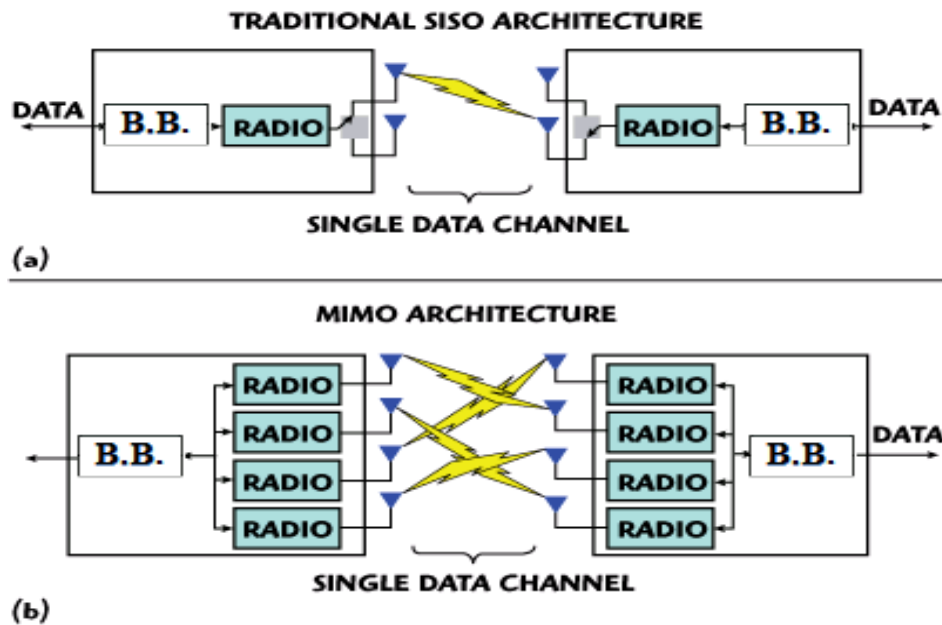 TRADITIONAL SISO ARCHITECTURE
DATA
B.B.
RADIO
RADIO
B.B.
DATA
SINGLE DATA CHANNEL
(a)
MIMO ARCHITECTURE
RADIO
RADIO
RADIO
RADIO
B.B.
RADIO
RADIO
RADIO
RADIO
B.B.
DATA
SINGLE DATA CHANNEL
(b)